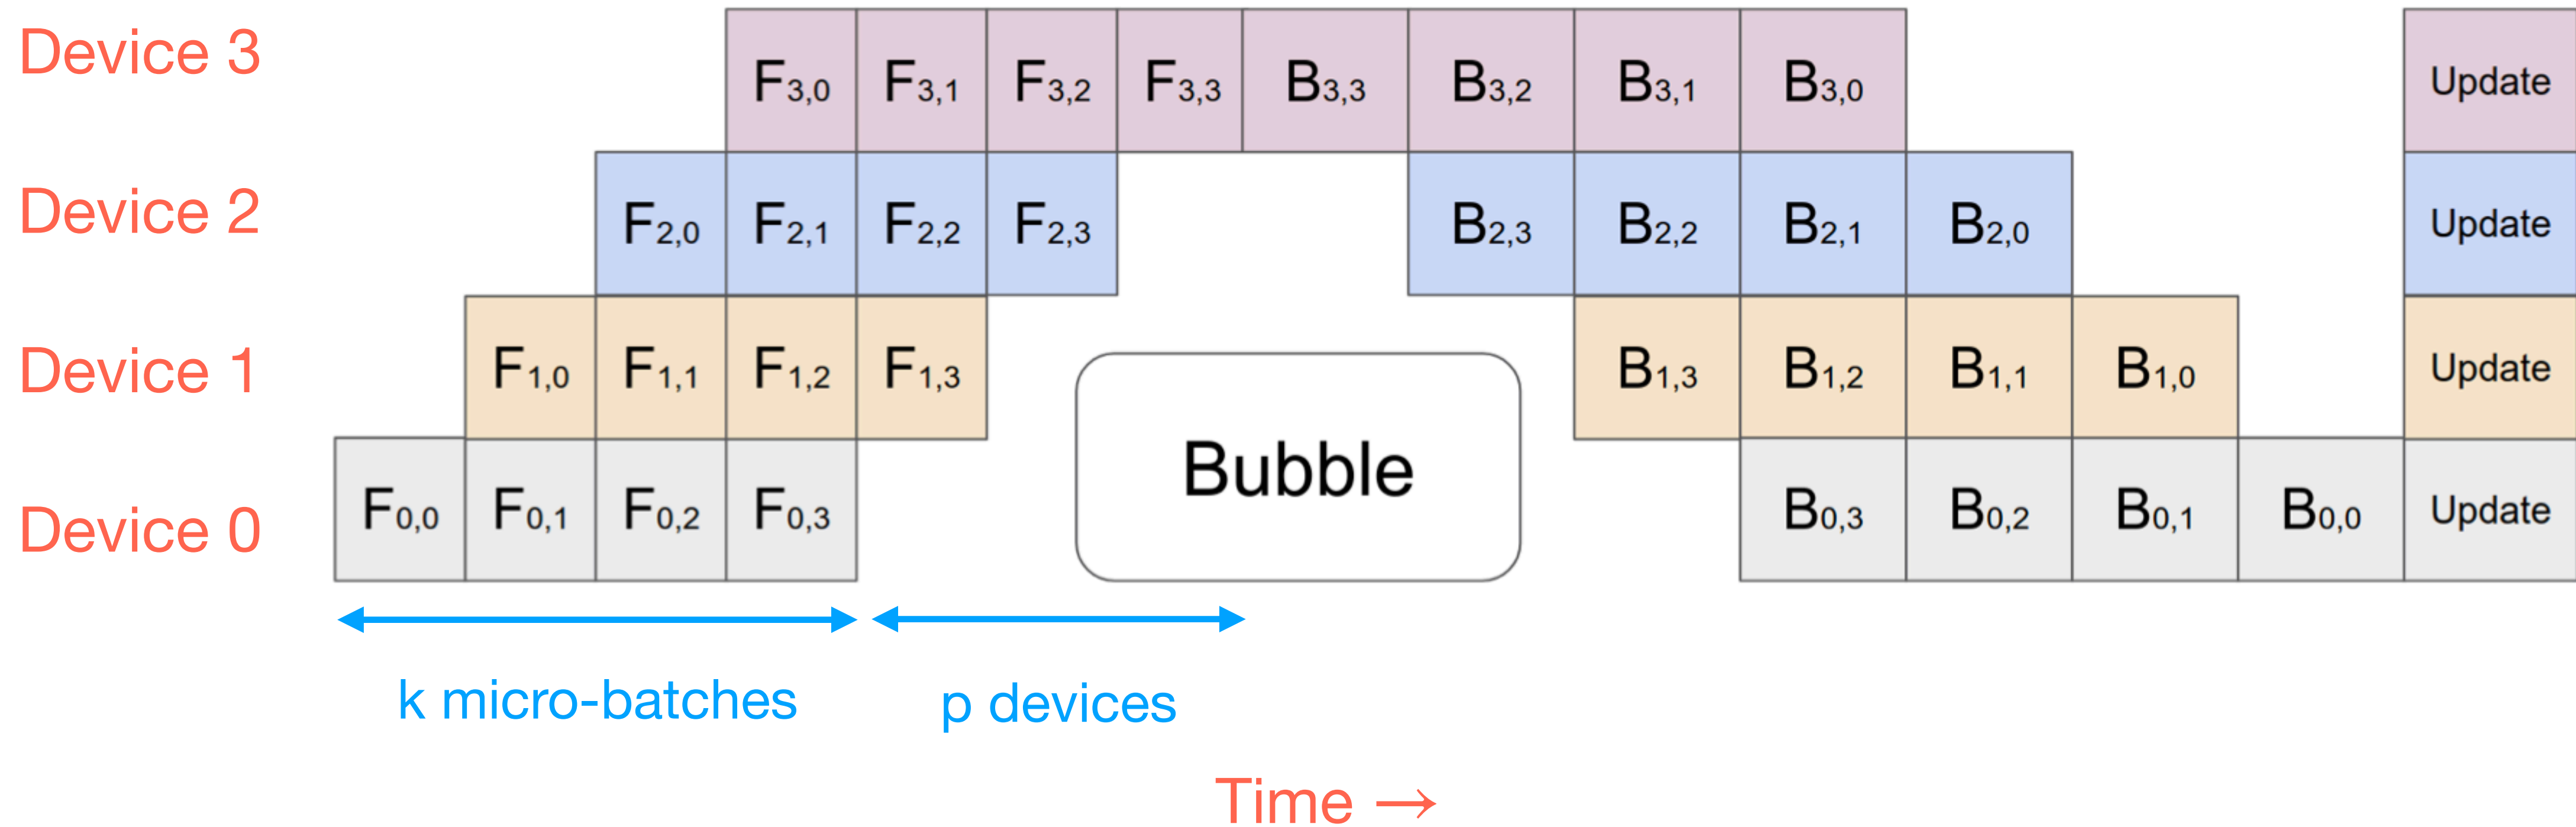 Device 3 F3,0 F3,1 F3,2 F3,3 B3,3 B3,2 B3,1 B3,0 Update
Device 2 F2,0 F2,1 F2,2 F2,3 B2,3 B2,2 B2,1 B2,0 Update
Device 1 F1,0 F1,1 F1,2 F1,3 B1,3 B1,2 B1,1 B1,0 Update
Bubble
Device 0 F0,0 F0,1 F0,2 F0,3 B0,3 B0,2 B0,1 B0,0 Update
k micro-batches p devices
Time →